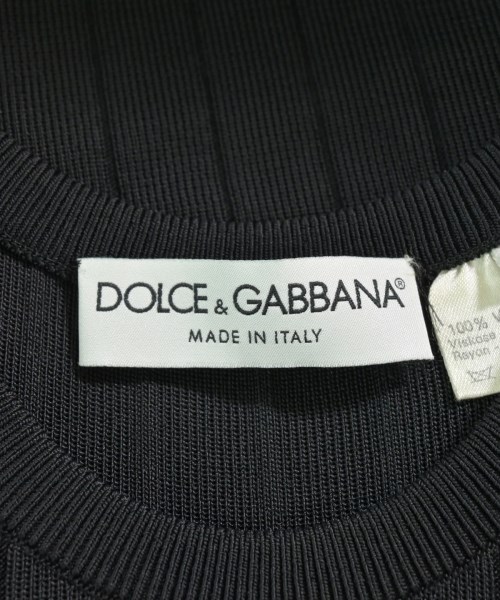 DOLCE & GABBANA®
MADE IN ITALY
100% V
Viskose
Rayon